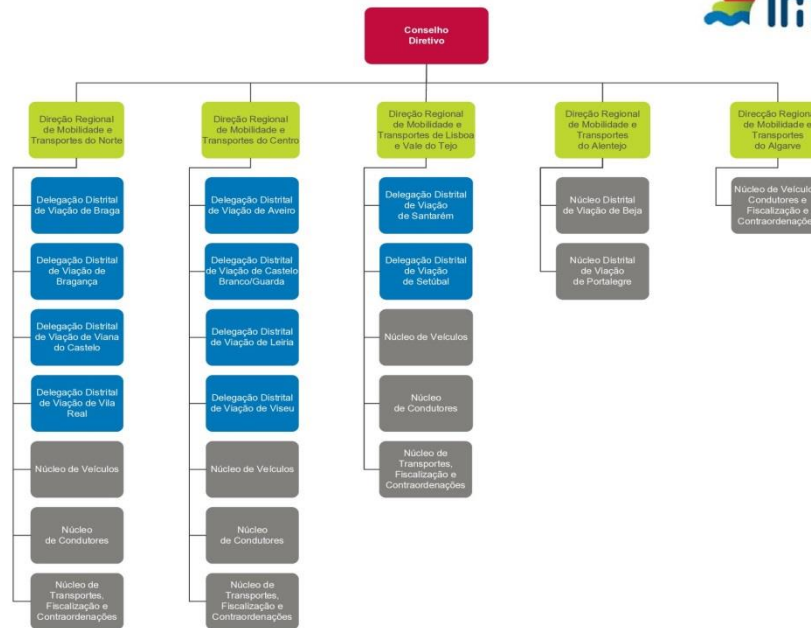 Conselho
Diretivo
Direção Regional
de Mobilidade e
Transportes do Norte
Direção Regional
de Mobilidade e
Transportes do Centro
Direção Regional
de Mobilidade e
Transportes de Lisboa
e Vale do Tejo
Direção Regional
de Mobilidade e
Transportes
do Alentejo
Direcção Regional
de Mobilidade e
Transportes
do Algarve
Delegação Distrital
de Viação de Braga
Delegação Distrital
de Viação de
Bragança
Delegação Distrital
de Viação de Viana
do Castelo
Delegação Distrital
de Viação de Vila
Real
Núcleo de Veículos
Núcleo
de Condutores
Núcleo de
Transportes,
Fiscalização e
Contraordenações
Delegação Distrital
de Viação de Aveiro
Delegação Distrital
de Viação de Castelo
Branco/Guarda
Delegação Distrital
de Viação de Leiria
Delegação Distrital
de Viação de Viseu
Núcleo de Veículos
Núcleo
de Condutores
Núcleo de
Transportes,
Fiscalização e
Contraordenações
Delegação Distrital
de Viação
de Santarém
Delegação Distrital
de Viação
de Setúbal
Núcleo de Veículos
Núcleo
de Condutores
Núcleo de
Transportes,
Fiscalização e
Contraordenações
Núcleo Distrital
de Viação de Beja
Núcleo Distrital
de Viação
de Portalegre
Núcleo de Veículos
Condutores e
Fiscalização e
Contraordenações